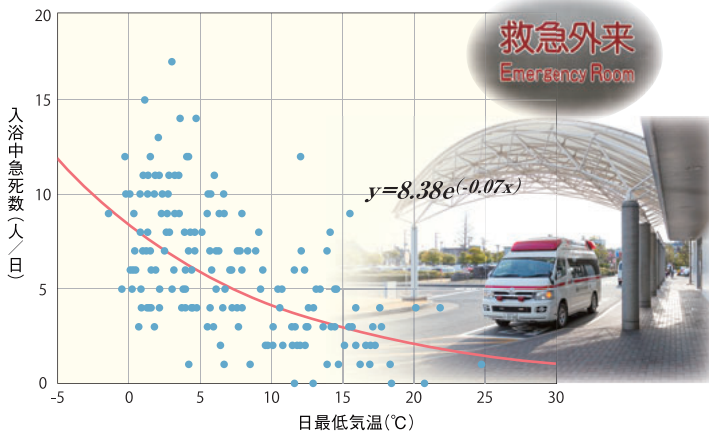 20
15
10
5
0
-5
0
5
10
15
20
25
30
入浴中急死数（人／日）
日最低気温(℃)
y=8.38e(-0.07x)
救急外来
Emergency Room